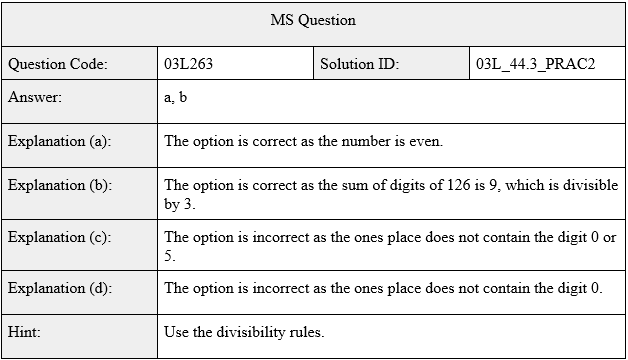 MS Question
Question Code: 03L263 Solution ID: 03L_44.3_PRAC2
Answer: a, b
Explanation (a): The option is correct as the number is even.
Explanation (b): The option is correct as the sum of digits of 126 is 9, which is divisible
by 3.
Explanation (c): The option is incorrect as the ones place does not contain the digit 0 or
5.
Explanation (d): The option is incorrect as the ones place does not contain the digit 0.
Hint: Use the divisibility rules.